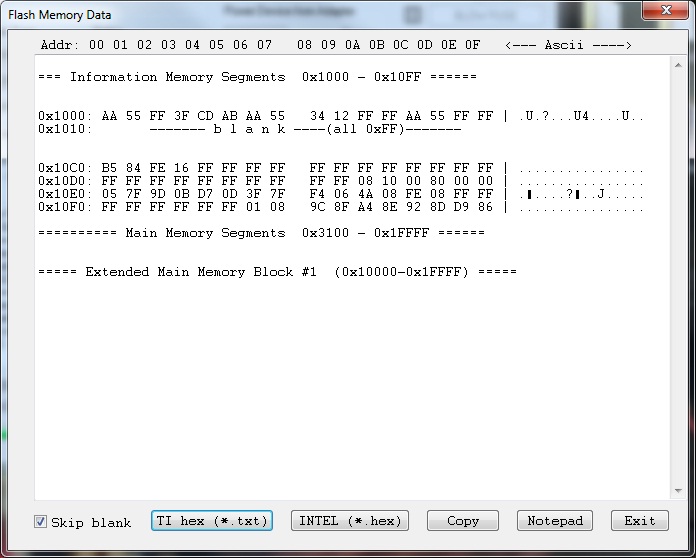 Flash Memory Data
Addr: 00 01 02 03 04 05 06 07 08 09 0A 0B 0C 0D 0E 0F <--- Ascii ---->
=== Information Memory Segments 0x1000 - 0x10FF ======
0x1000: AA 55 FF 3F CD AB AA 55 34 12 FF FF AA 55 FF FF | .U.?...U4....U..
0x1010: ------- b l a n k ----(all 0xFF)-------
0x10C0: B5 84 FE 16 FF FF FF FF FF FF FF FF FF FF FF FF | ................
0x10D0: FF FF FF FF FF FF FF FF FF FF 08 10 00 80 00 00 | ................
0x10E0: 05 7F 9D 0B D7 0D 3F 7F F4 06 4A 08 FE 08 FF FF | .▮....?▮..J.....
0x10F0: FF FF FF FF FF FF 01 08 9C 8F A4 8E 92 8D D9 86 | ................
========== Main Memory Segments 0x3100 - 0x1FFFF ======
===== Extended Main Memory Block #1 (0x10000-0x1FFFF) =====
Skip blank TI hex (*.txt) INTEL (*.hex) Copy Notepad Exit